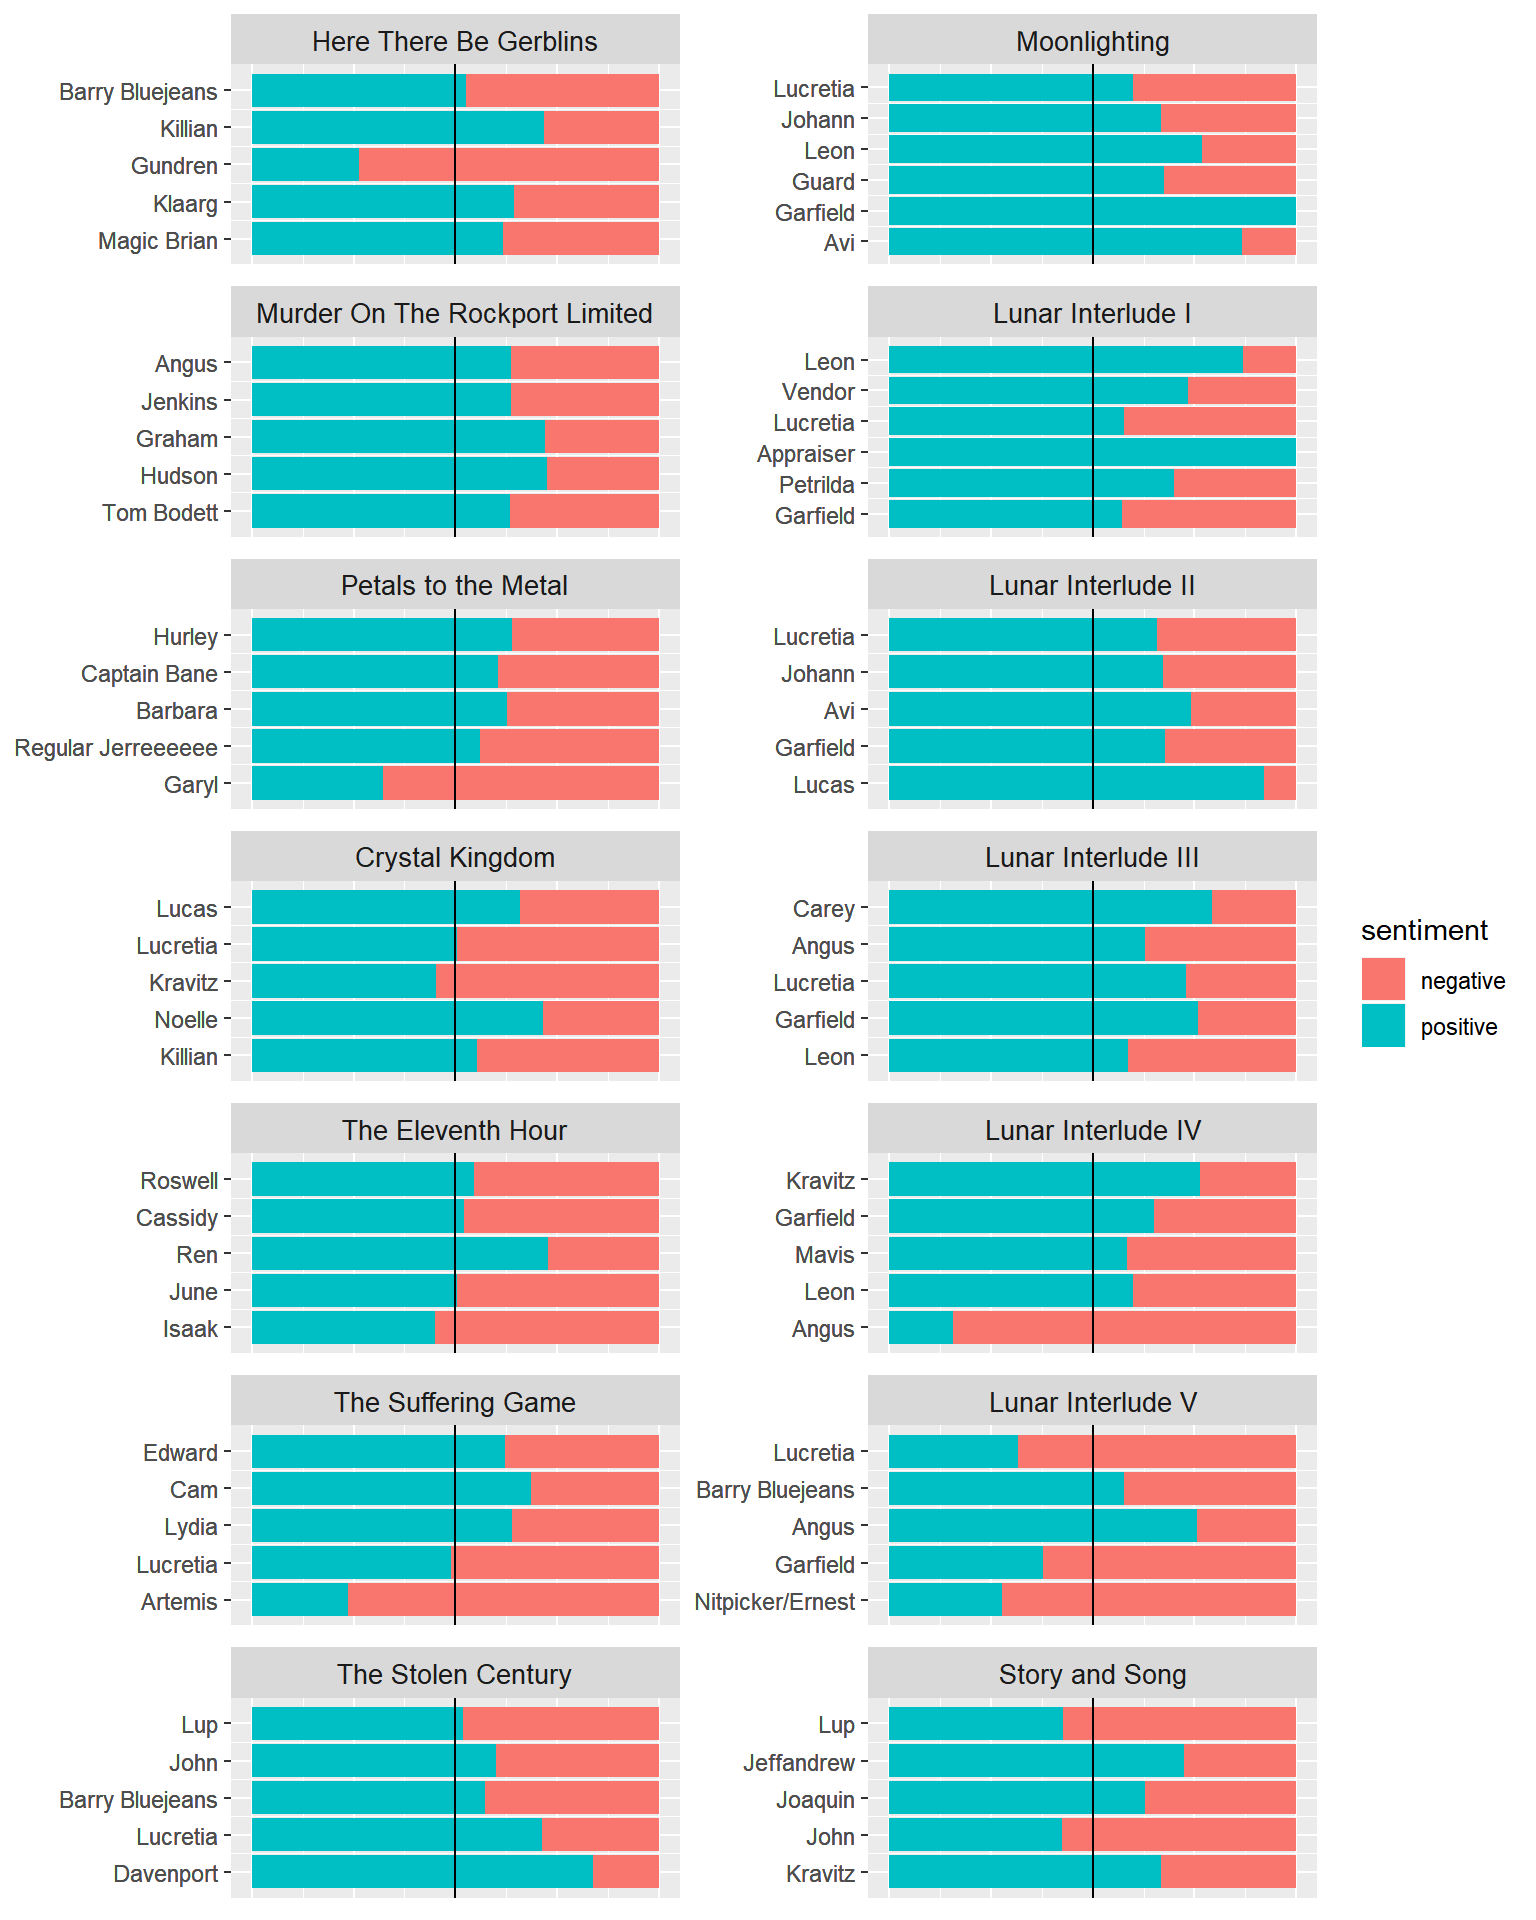 Here There Be Gerblins
Barry Bluejeans
Killian
Gundren
Klaarg
Magic Brian
Moonlighting
Lucretia
Johann
Leon
Guard
Garfield
Avi
Murder On The Rockport Limited
Angus
Jenkins
Graham
Hudson
Tom Bodett
Lunar Interlude I
Leon
Vendor
Lucretia
Appraiser
Petrilda
Garfield
Petals to the Metal
Hurley
Captain Bane
Barbara
Regular Jerreeeeee
Garyl
Lunar Interlude II
Lucretia
Johann
Avi
Garfield
Lucas
Crystal Kingdom
Lucas
Lucretia
Kravitz
Noelle
Killian
Lunar Interlude III
Carey
Angus
Lucretia
Garfield
Leon
The Eleventh Hour
Roswell
Cassidy
Ren
June
Isaak
Lunar Interlude IV
Kravitz
Garfield
Mavis
Leon
Angus
The Suffering Game
Edward
Cam
Lydia
Lucretia
Artemis
Lunar Interlude V
Lucretia
Barry Bluejeans
Angus
Garfield
Nitpicker/Ernest
The Stolen Century
Lup
John
Barry Bluejeans
Lucretia
Davenport
Story and Song
Lup
Jeffandrew
Joaquin
John
Kravitz
sentiment
negative
positive